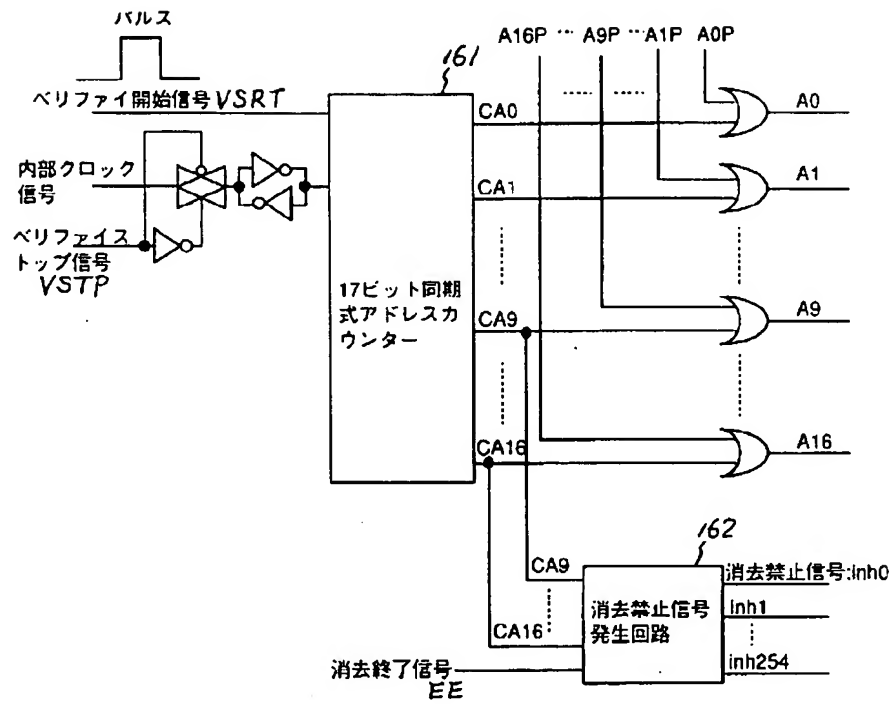 パルス
161
A16P … A9P … A1P A0P
ベリファイ開始信号 VSRT
CA0
A0
内部クロック
信号
CA1
A1
ベリファイス
トップ信号
VSTP
17ビット同期
式アドレスカ
ウンター
CA9
A9
CA16
A16
162
CA9
消去禁止信号:inh0
消去禁止信号
発生回路
inh1
CA16
inh254
消去終了信号
EE